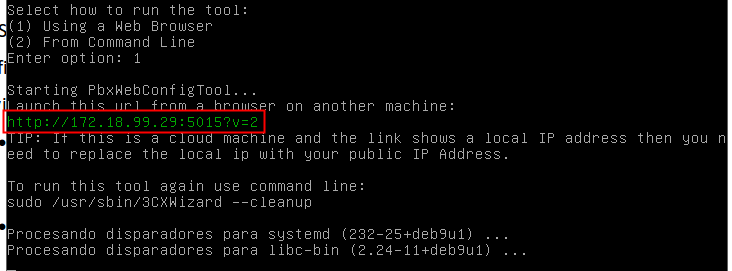 Select how to run the tool:
(1) Using a Web Browser
(2) From Command Line
Enter option: 1
Starting PbxWebConfigTool...
Launch this url from a browser on another machine:
http://172.18.99.29:5015?v=2
TIP: If this is a cloud machine and the link shows a local IP address then you n
eed to replace the local ip with your public IP Address.
To run this tool again use command line:
sudo /usr/sbin/3CXWizard --cleanup
Procesando disparadores para systemd (232-25+deb9u1) ...
Procesando disparadores para libc-bin (2.24-11+deb9u1) ...